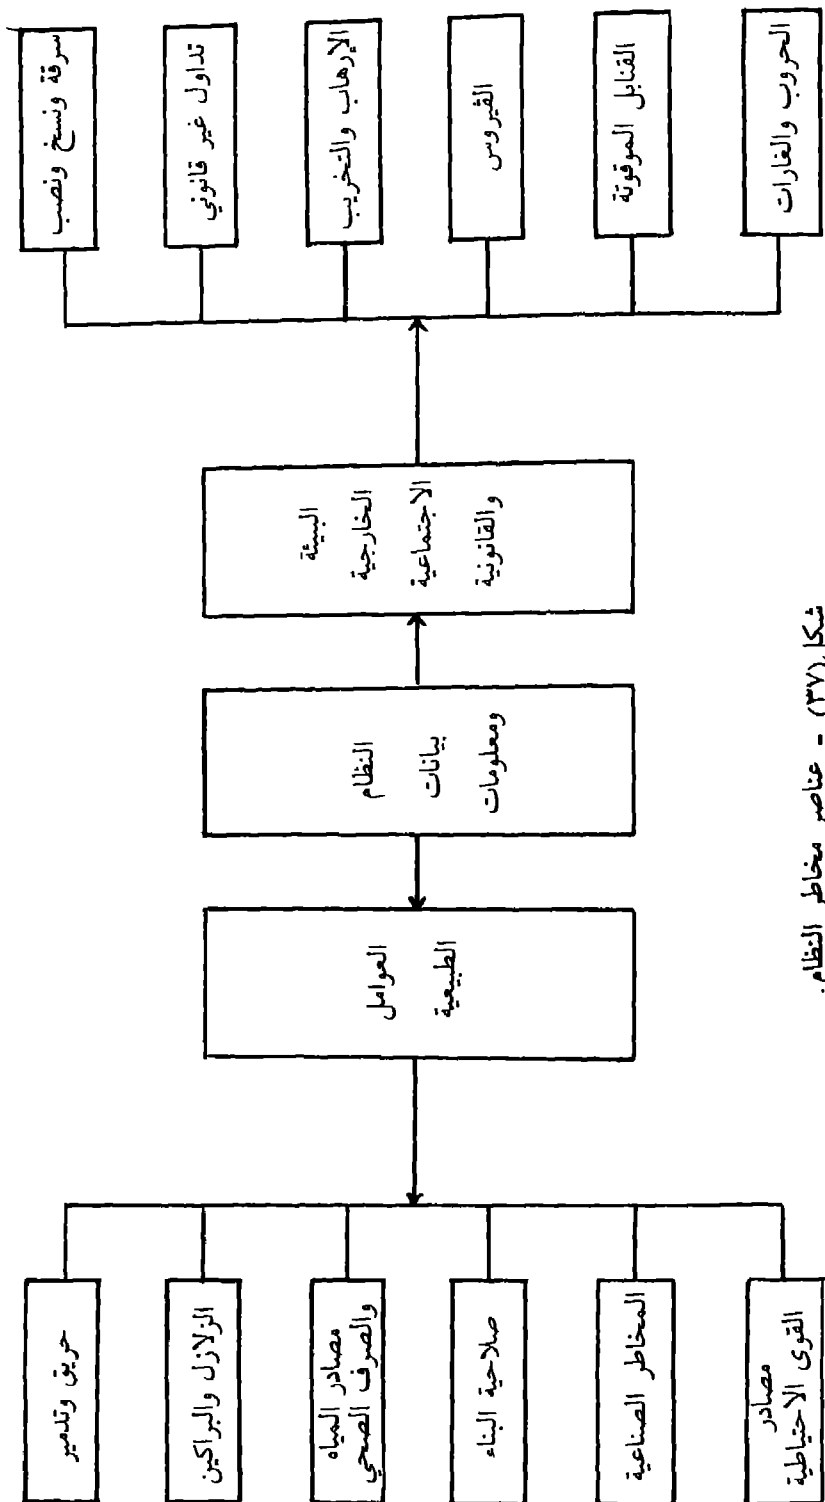 سرقة ونسخ ونصب
تداول غير قانوني
الإرهاب والتخريب
الفيروس
القنابل الموقوتة
الحروب والغارات
البيئة
الخارجية
الاجتماعية
والقانونية
النظام
بيانات
ومعلومات
العوامل
الطبيعية
حريق وتدمير
الزلازل والبراكين
مصادر المياه
والصرف الصحي
صلاحية البناء
المخاطر الصناعية
مصادر
القوى الاحتياطية
شكل (٣٧) - عناصر مخاطر النظام.